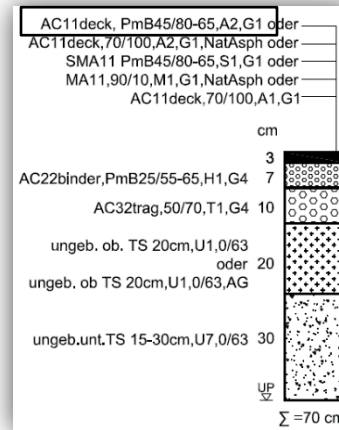 AC11deck, PmB45/80-65,A2,G1 oder
AC11deck,70/100,A2,G1,NatAsph oder
SMA11 PmB45/80-65,S1,G1 oder
MA11,90/10,M1,G1,NatAsph oder
AC11deck,70/100,A1,G1
cm
3
AC22binder,PmB25/55-65,H1,G4 7
AC32trag,50/70,T1,G4 10
ungeb. ob. TS 20cm,U1,0/63
oder 20
ungeb. ob TS 20cm,U1,0/63,AG
ungeb.unt.TS 15-30cm,U7,0/63 30
UP
∑ =70 cm